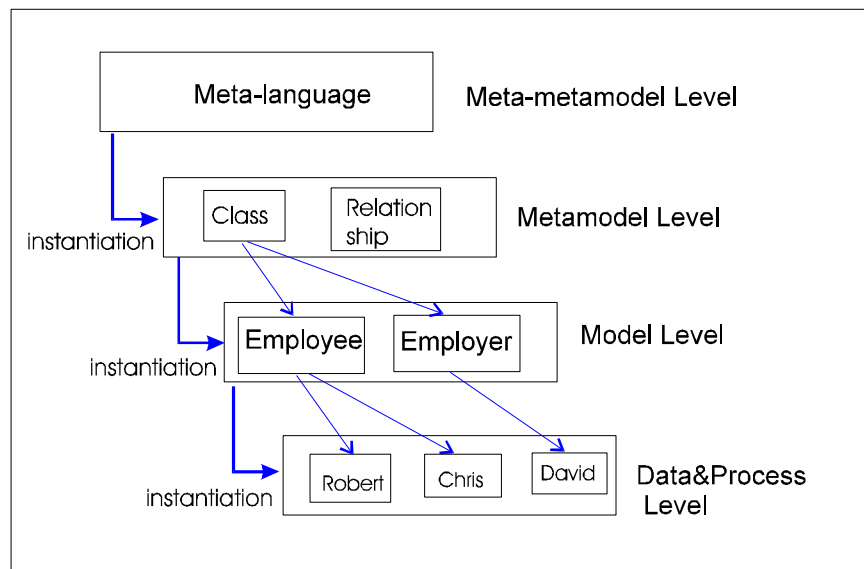 Meta-language
Meta-metamodel Level
Class
Relation
ship
Metamodel Level
instantiation
Employee
Employer
Model Level
instantiation
Robert
Chris
David
Data&Process
Level
instantiation